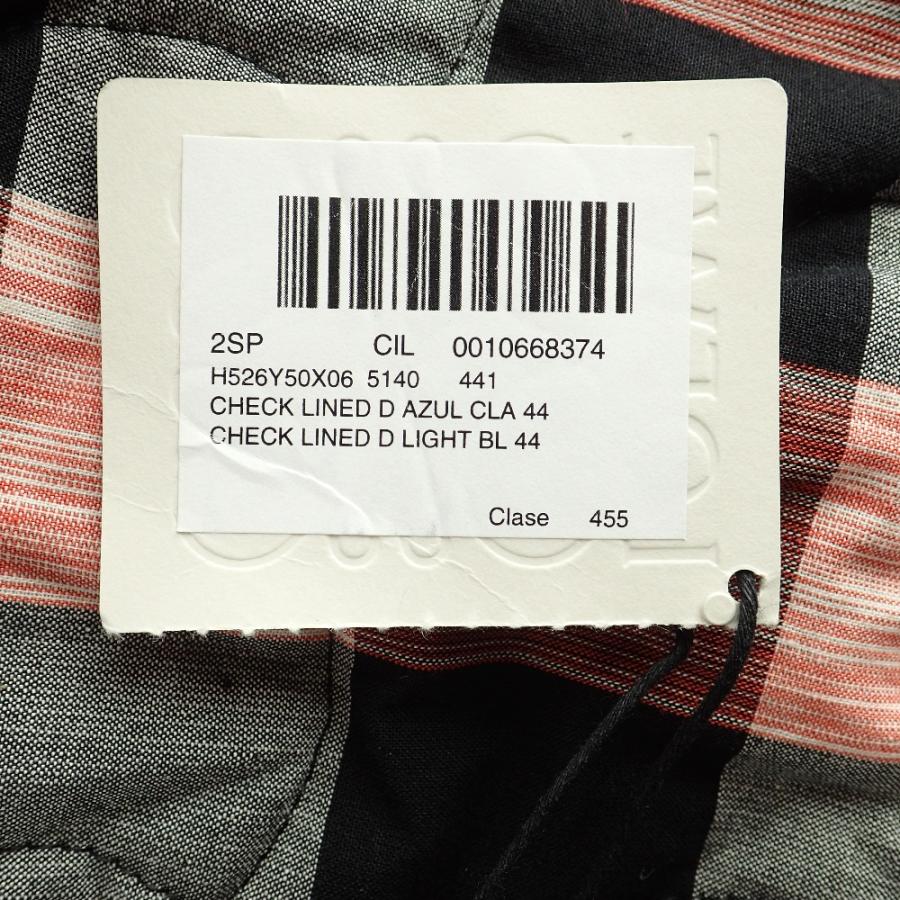 2SP CIL 0010668374
H526Y50X06 5140 441
CHECK LINED D AZUL CLA 44
CHECK LINED D LIGHT BL 44
Clase 455